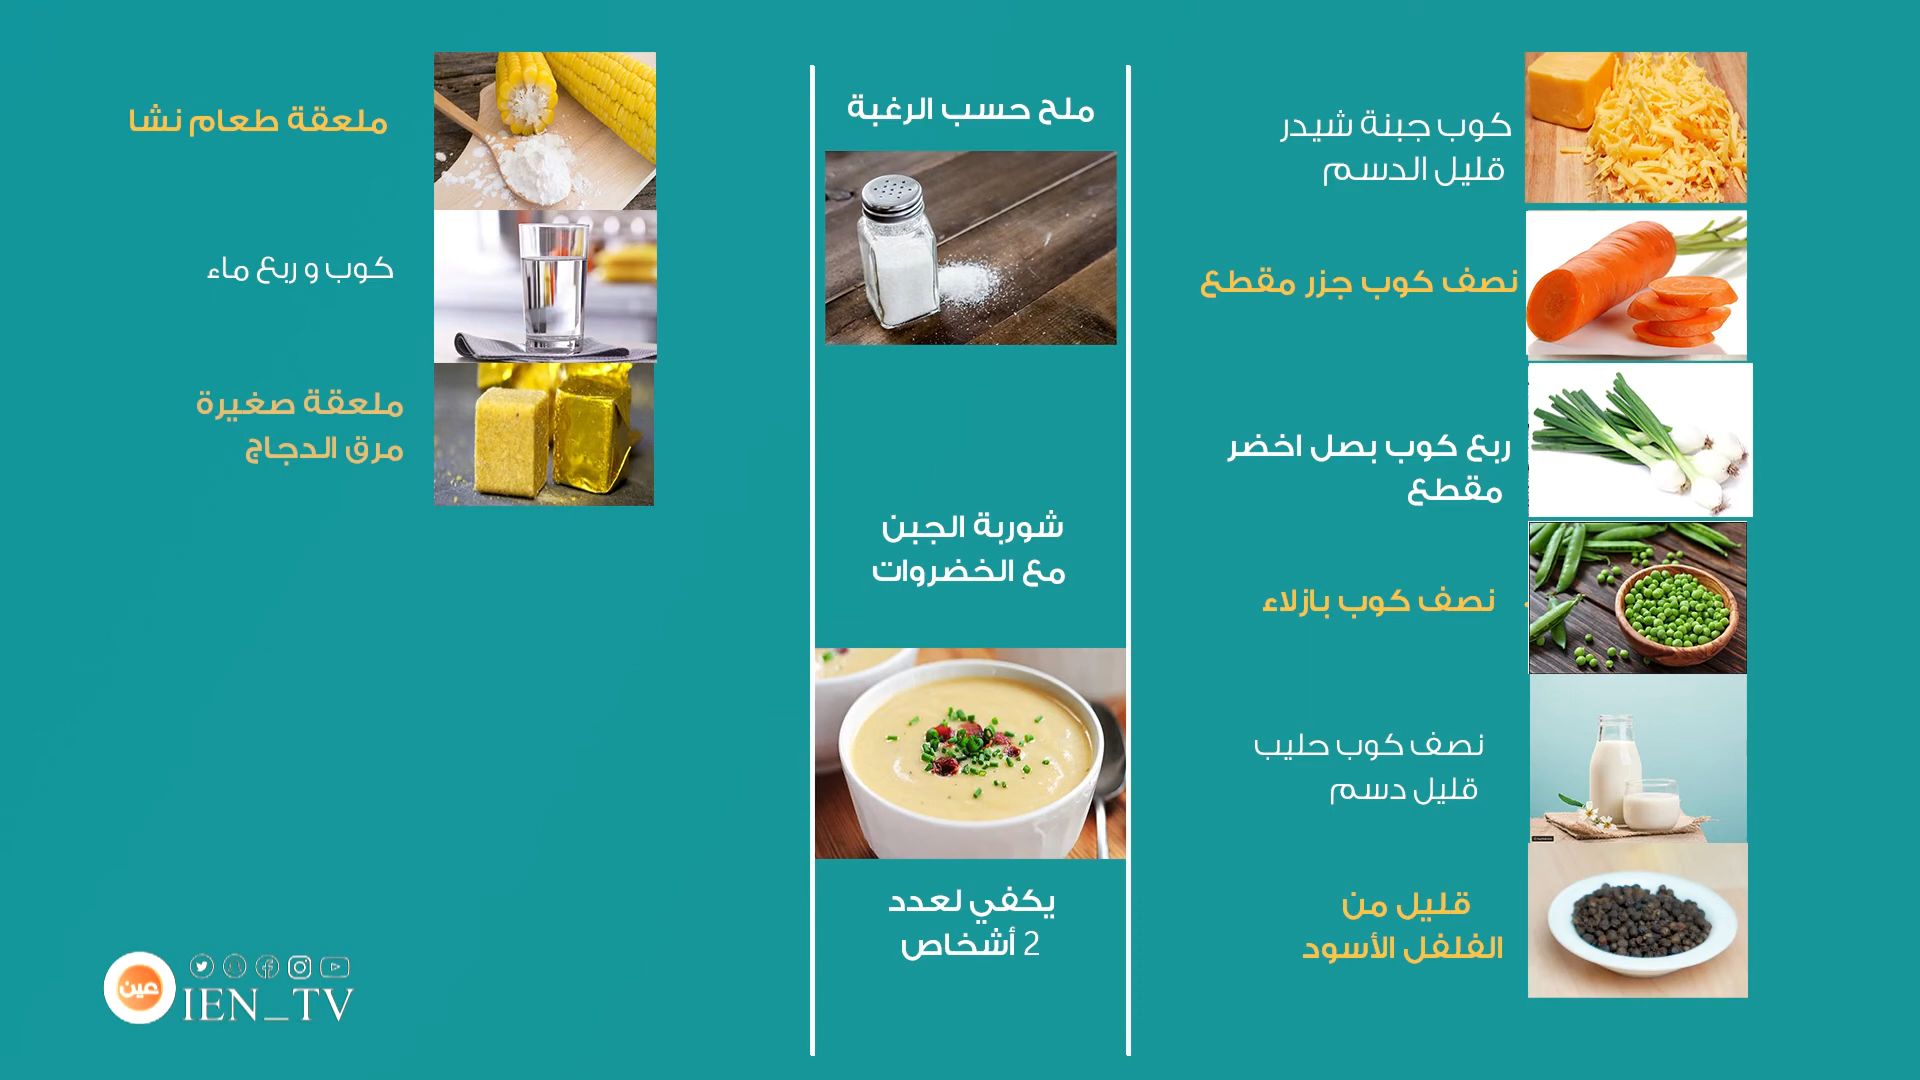 كوب جبنة شيدر
قليل الدسم
نصف كوب جزر مقطع
ربع كوب بصل اخضر
مقطع
نصف كوب بازلاء
نصف كوب حليب
قليل دسم
قليل من
الفلفل الأسود
ملح حسب الرغبة
شوربة الجبن
مع الخضروات
يكفي لعدد
2 أشخاص
ملعقة طعام نشا
كوب و ربع ماء
ملعقة صغيرة
مرق الدجاج
عين
IEN_TV